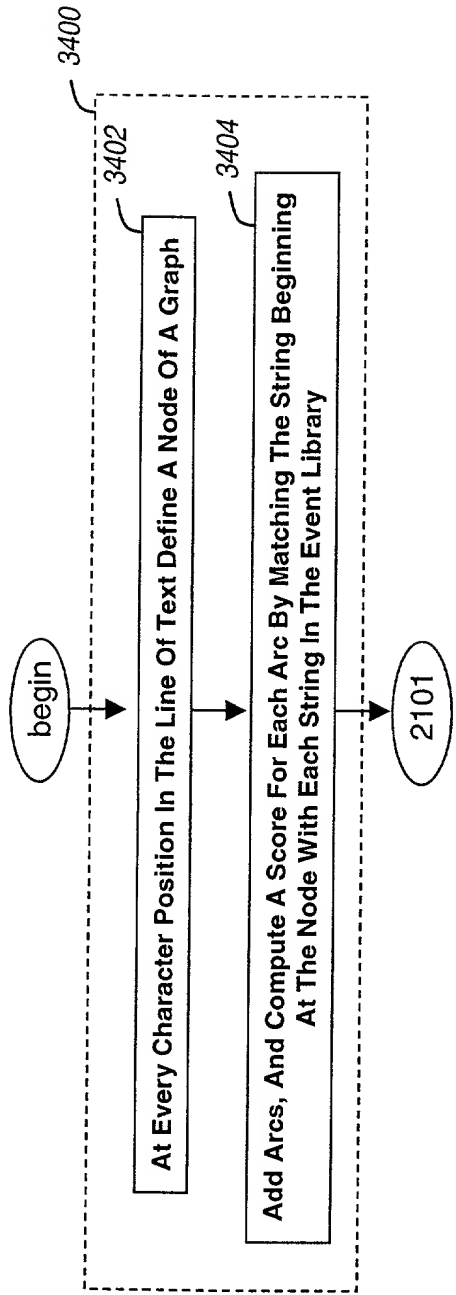 begin
3400
3402
At Every Character Position In The Line Of Text Define A Node Of A Graph
3404
Add Arcs, And Compute A Score For Each Arc By Matching The String Beginning
At The Node With Each String In The Event Library
2101